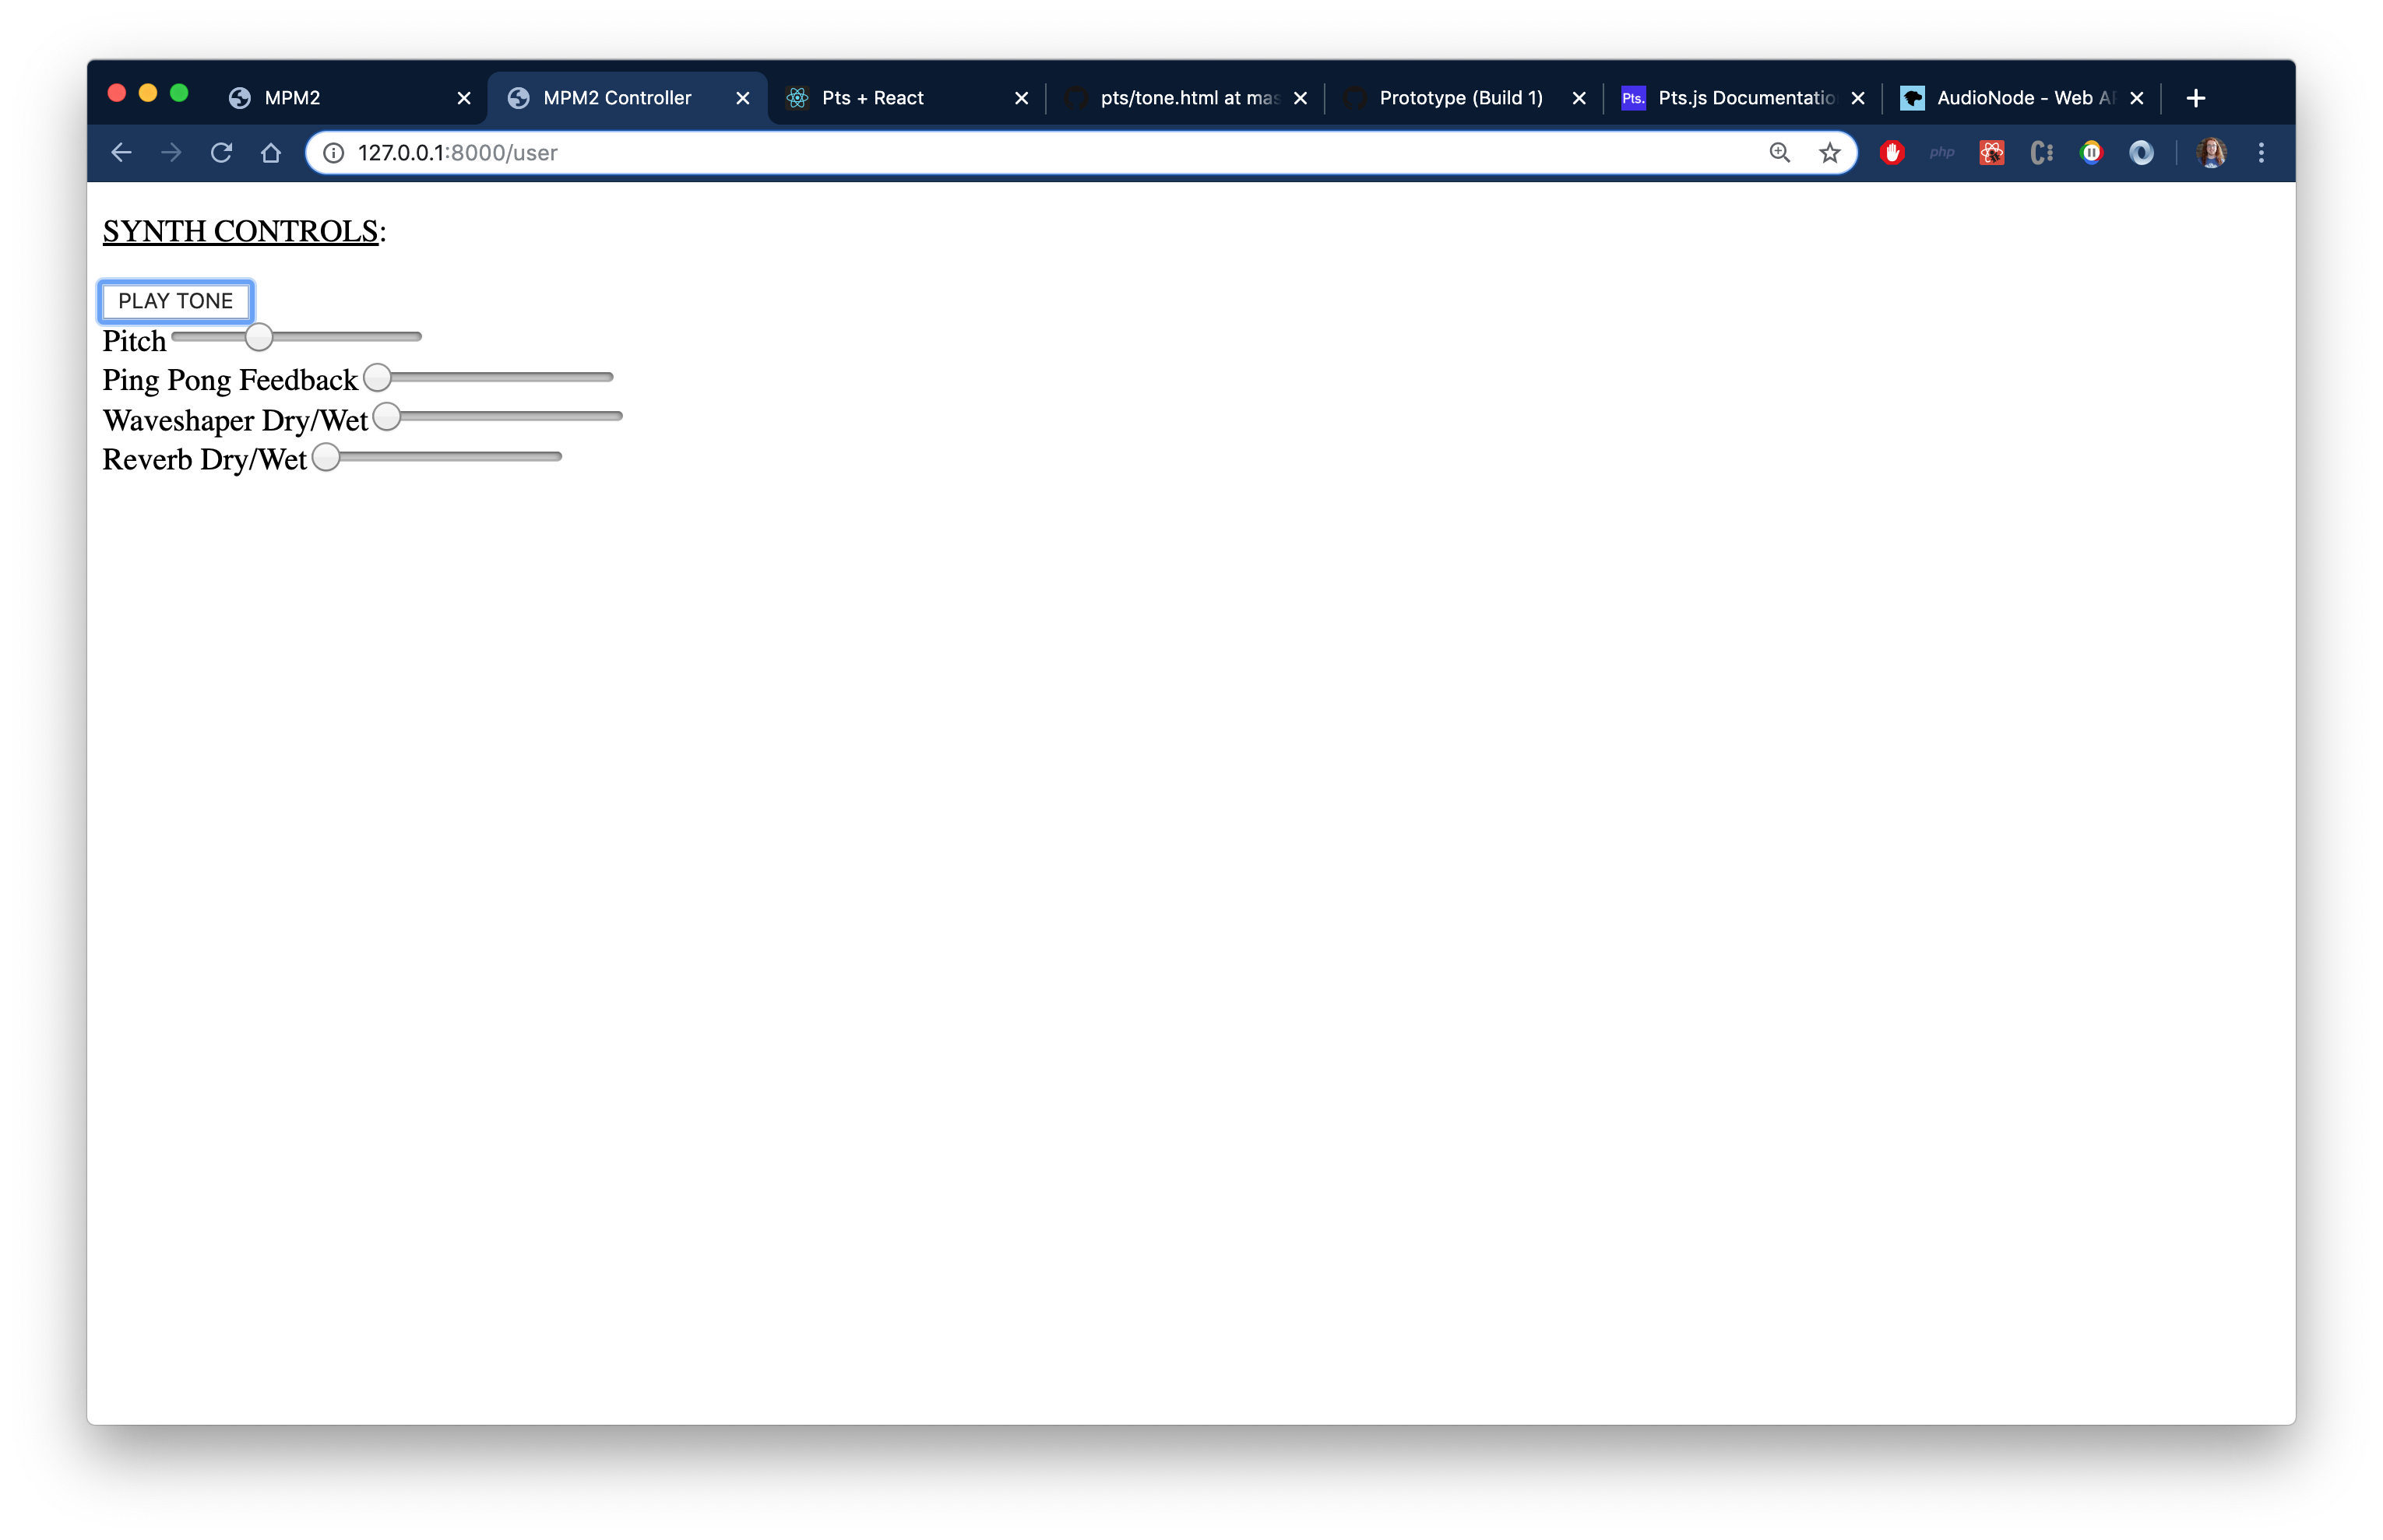 MPM2
MPM2 Controller
Pts + React
pts/tone.html at mas
Prototype (Build 1)
Pts.
Pts.js Documentatio
AudioNode - Web A
127.0.0.1:8000/user
php
SYNTH CONTROLS:
PLAY TONE
Pitch
Ping Pong Feedback
Waveshaper Dry/Wet
Reverb Dry/Wet